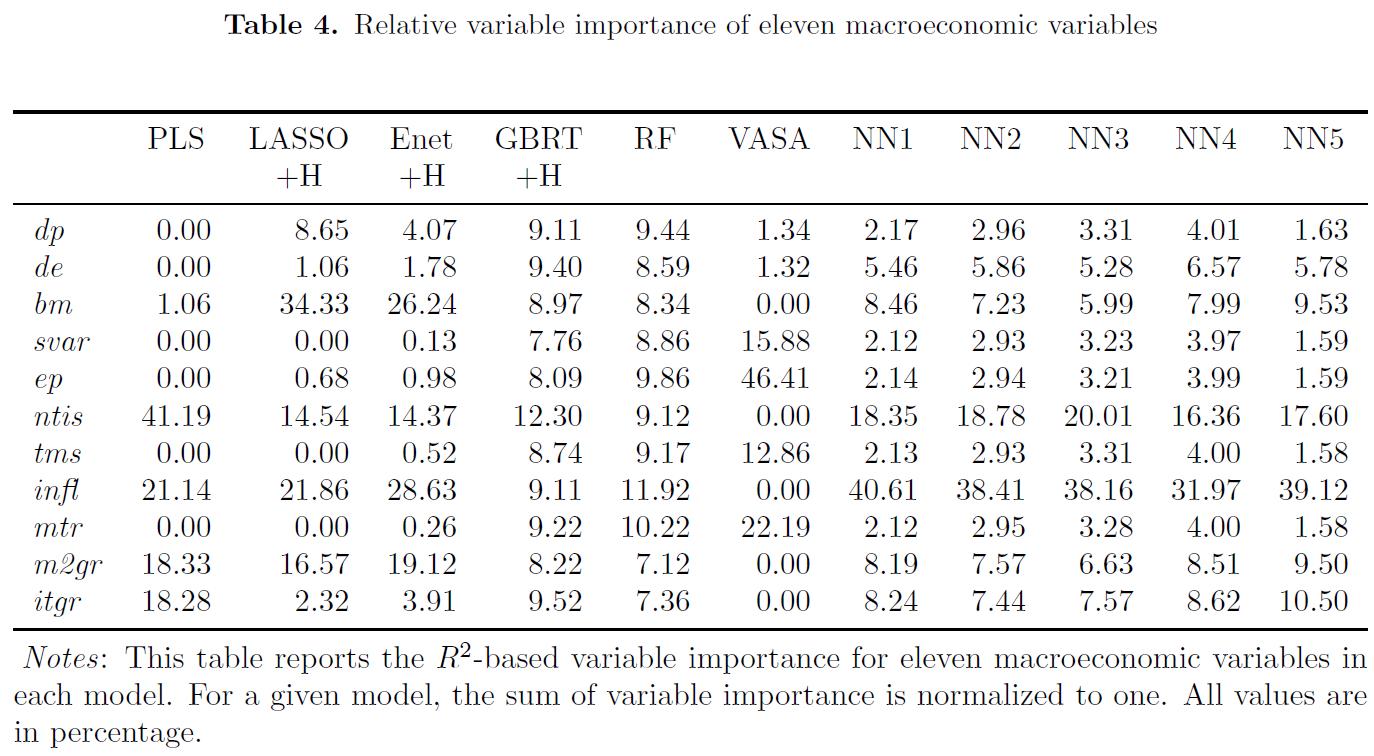 Table 4. Relative variable importance of eleven macroeconomic variables
PLS LASSO Enet GBRT RF VASA NN1 NN2 NN3 NN4 NN5
+H +H +H
dp 0.00 8.65 4.07 9.11 9.44 1.34 2.17 2.96 3.31 4.01 1.63
de 0.00 1.06 1.78 9.40 8.59 1.32 5.46 5.86 5.28 6.57 5.78
bm 1.06 34.33 26.24 8.97 8.34 0.00 8.46 7.23 5.99 7.99 9.53
svar 0.00 0.00 0.13 7.76 8.86 15.88 2.12 2.93 3.23 3.97 1.59
ep 0.00 0.68 0.98 8.09 9.86 46.41 2.14 2.94 3.21 3.99 1.59
ntis 41.19 14.54 14.37 12.30 9.12 0.00 18.35 18.78 20.01 16.36 17.60
tms 0.00 0.00 0.52 8.74 9.17 12.86 2.13 2.93 3.31 4.00 1.58
infl 21.14 21.86 28.63 9.11 11.92 0.00 40.61 38.41 38.16 31.97 39.12
mtr 0.00 0.00 0.26 9.22 10.22 22.19 2.12 2.95 3.28 4.00 1.58
m2gr 18.33 16.57 19.12 8.22 7.12 0.00 8.19 7.57 6.63 8.51 9.50
itgr 18.28 2.32 3.91 9.52 7.36 0.00 8.24 7.44 7.57 8.62 10.50
Notes: This table reports the R²-based variable importance for eleven macroeconomic variables in
each model. For a given model, the sum of variable importance is normalized to one. All values are
in percentage.